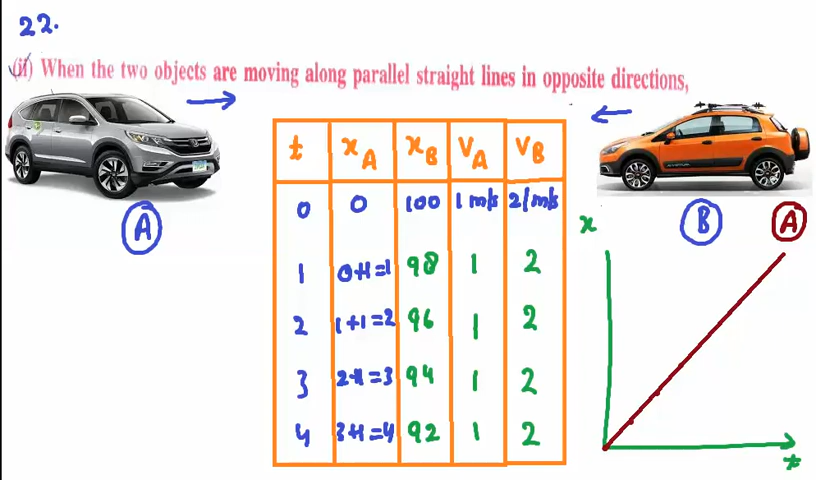 22.
(ii) When the two objects are moving along parallel straight lines in opposite directions,
t xA xB VA VB
0 0 100 1 m/s 2/m/s
1 0+1=1 98 1 2
2 1+1=2 96 1 2
3 2+1=3 94 1 2
4 3+1=4 92 1 2
A
B
x
A
t